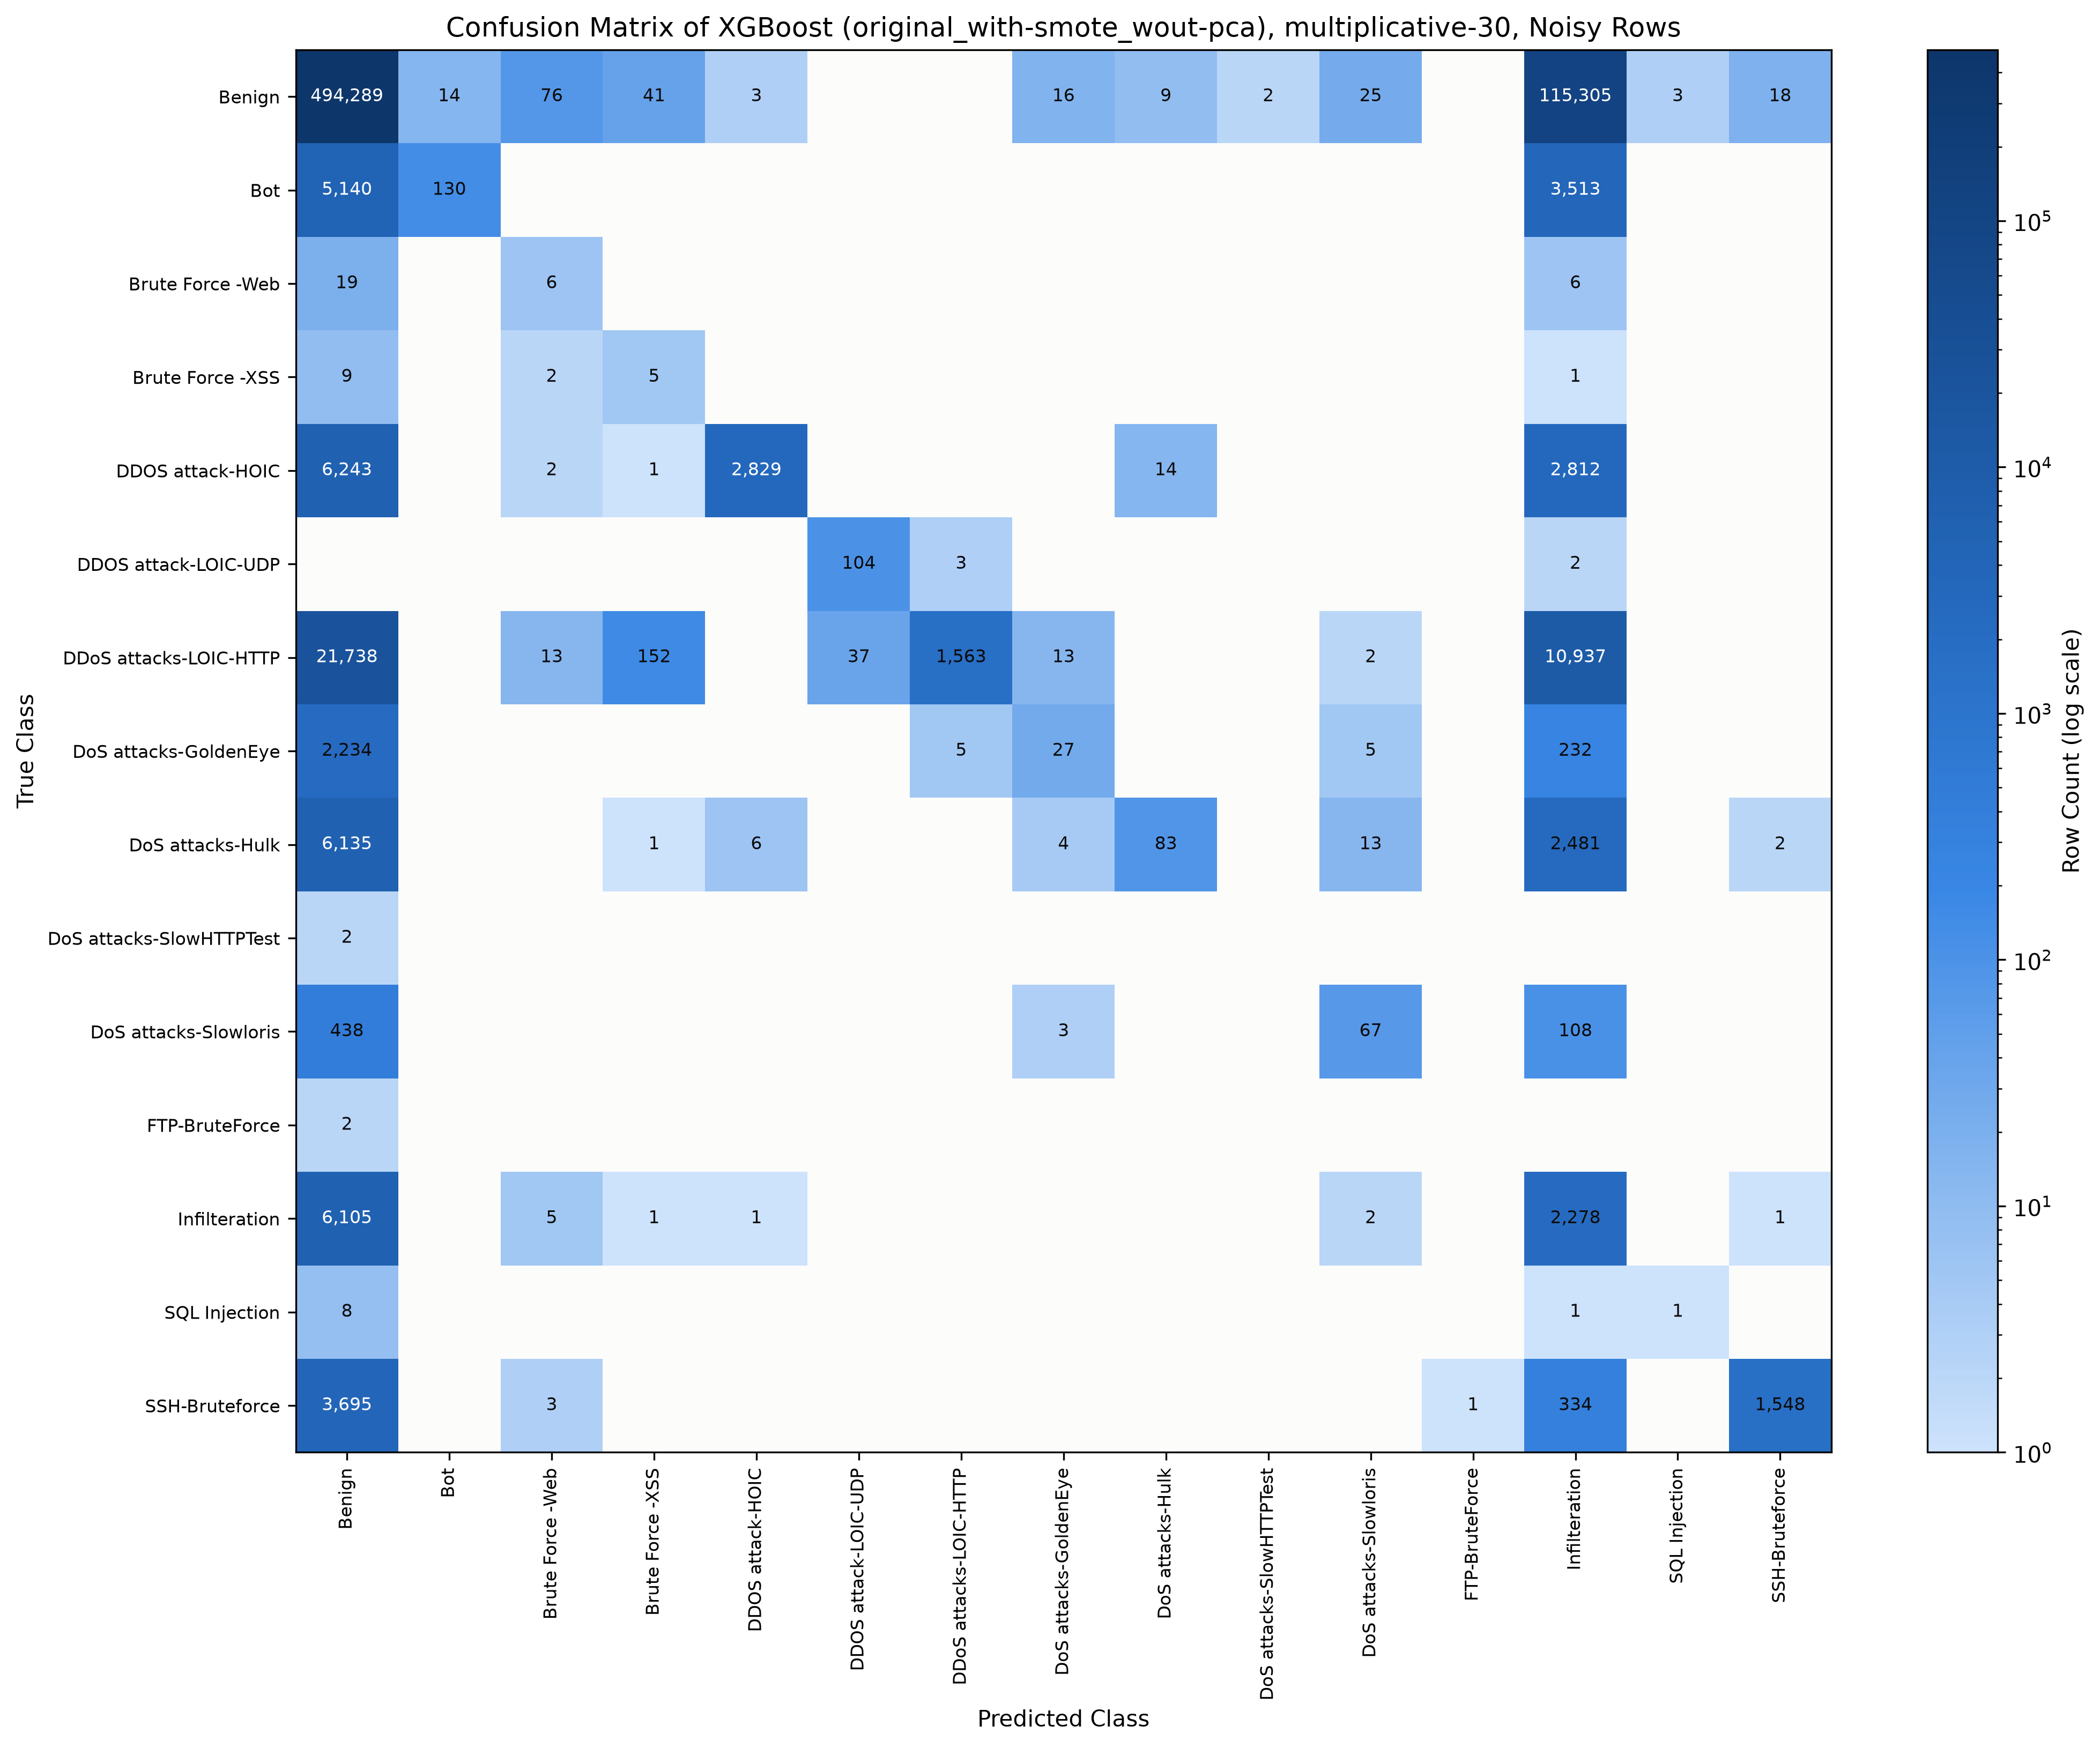 Confusion Matrix of XGBoost (original_with-smote_wout-pca), multiplicative-30, Noisy Rows
True Class
Benign 494,289 14 76 41 3 16 9 2 25 115,305 3 18
Bot 5,140 130 3,513
Brute Force -Web 19 6 6
Brute Force -XSS 9 2 5 1
DDOS attack-HOIC 6,243 2 1 2,829 14 2,812
DDOS attack-LOIC-UDP 104 3 2
DDoS attacks-LOIC-HTTP 21,738 13 152 37 1,563 13 2 10,937
DoS attacks-GoldenEye 2,234 5 27 5 232
DoS attacks-Hulk 6,135 1 6 4 83 13 2,481 2
DoS attacks-SlowHTTPTest 2
DoS attacks-Slowloris 438 3 67 108
FTP-BruteForce 2
Infilteration 6,105 5 1 1 2 2,278 1
SQL Injection 8 1 1
SSH-Bruteforce 3,695 3 1 334 1,548
Benign
Bot
Brute Force -Web
Brute Force -XSS
DDOS attack-HOIC
DDOS attack-LOIC-UDP
DDoS attacks-LOIC-HTTP
DoS attacks-GoldenEye
DoS attacks-Hulk
DoS attacks-SlowHTTPTest
DoS attacks-Slowloris
FTP-BruteForce
Infilteration
SQL Injection
SSH-Bruteforce
Predicted Class
10⁵
10⁴
10³
10²
10¹
10⁰
Row Count (log scale)